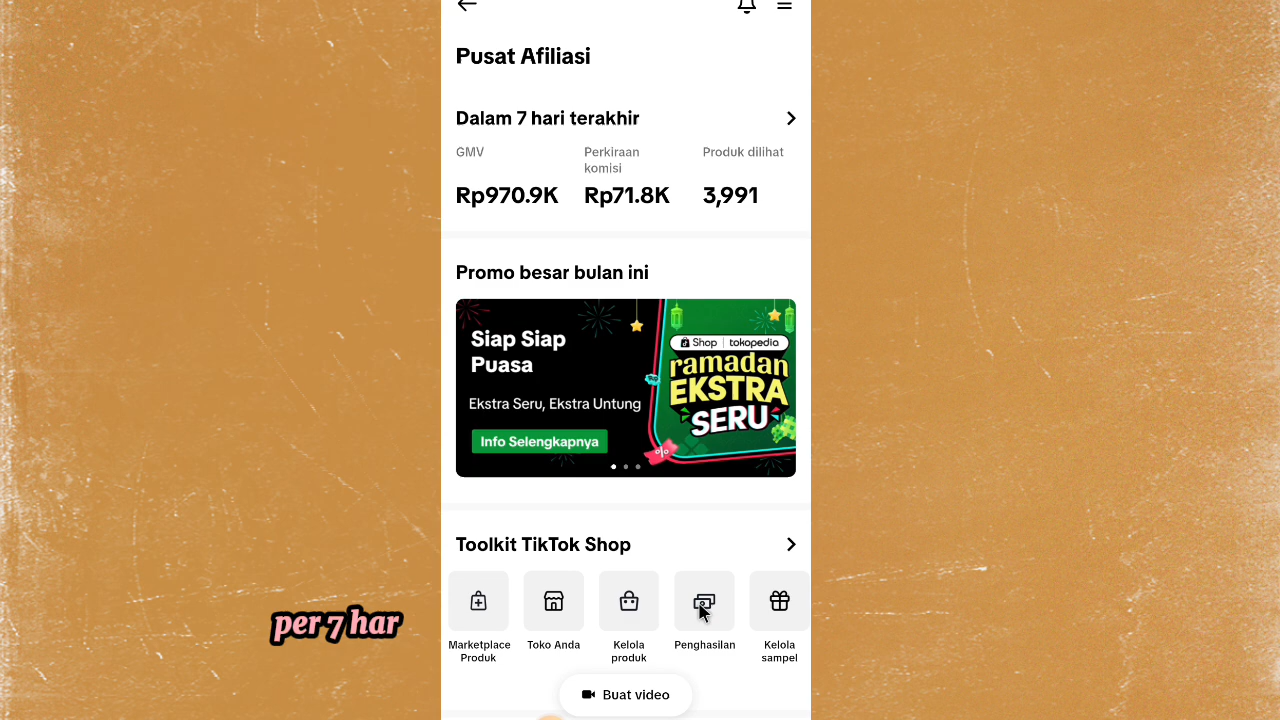 Pusat Afiliasi
Dalam 7 hari terakhir
GMV
Perkiraan
komisi
Produk dilihat
Rp970.9K
Rp71.8K
3,991
Promo besar bulan ini
Siap Siap
Puasa
Ekstra Seru, Ekstra Untung
Info Selengkapnya
Shop | tokopedia
ramadan
EKSTRA
SERU
Toolkit TikTok Shop
Marketplace
Produk
Toko Anda
Kelola
produk
Penghasilan
Kelola
sampel
per 7 har
Buat video